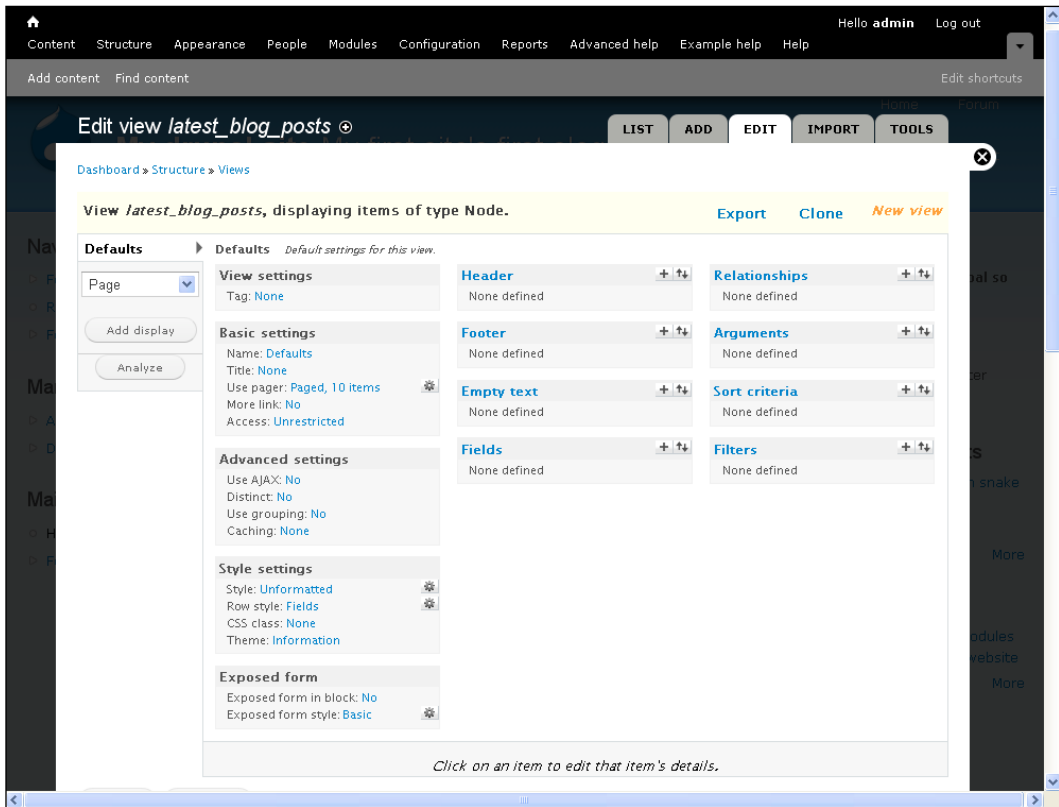 Hello admin Log out
Content Structure Appearance People Modules Configuration Reports Advanced help Example help Help
Add content Find content Edit shortcuts
Home Forum
Edit view latest_blog_posts
LIST ADD EDIT IMPORT TOOLS
Dashboard » Structure » Views
View latest_blog_posts, displaying items of type Node.
Export Clone New view
Defaults
Page
Add display
Analyze
Defaults Default settings for this view.
View settings
Tag: None
Basic settings
Name: Defaults
Title: None
Use pager: Paged, 10 items
More link: No
Access: Unrestricted
Advanced settings
Use AJAX: No
Distinct: No
Use grouping: No
Caching: None
Style settings
Style: Unformatted
Row style: Fields
CSS class: None
Theme: Information
Exposed form
Exposed form in block: No
Exposed form style: Basic
Header
None defined
Footer
None defined
Empty text
None defined
Fields
None defined
Relationships
None defined
Arguments
None defined
Sort criteria
None defined
Filters
None defined
Click on an item to edit that item's details.
so
snake
More
More